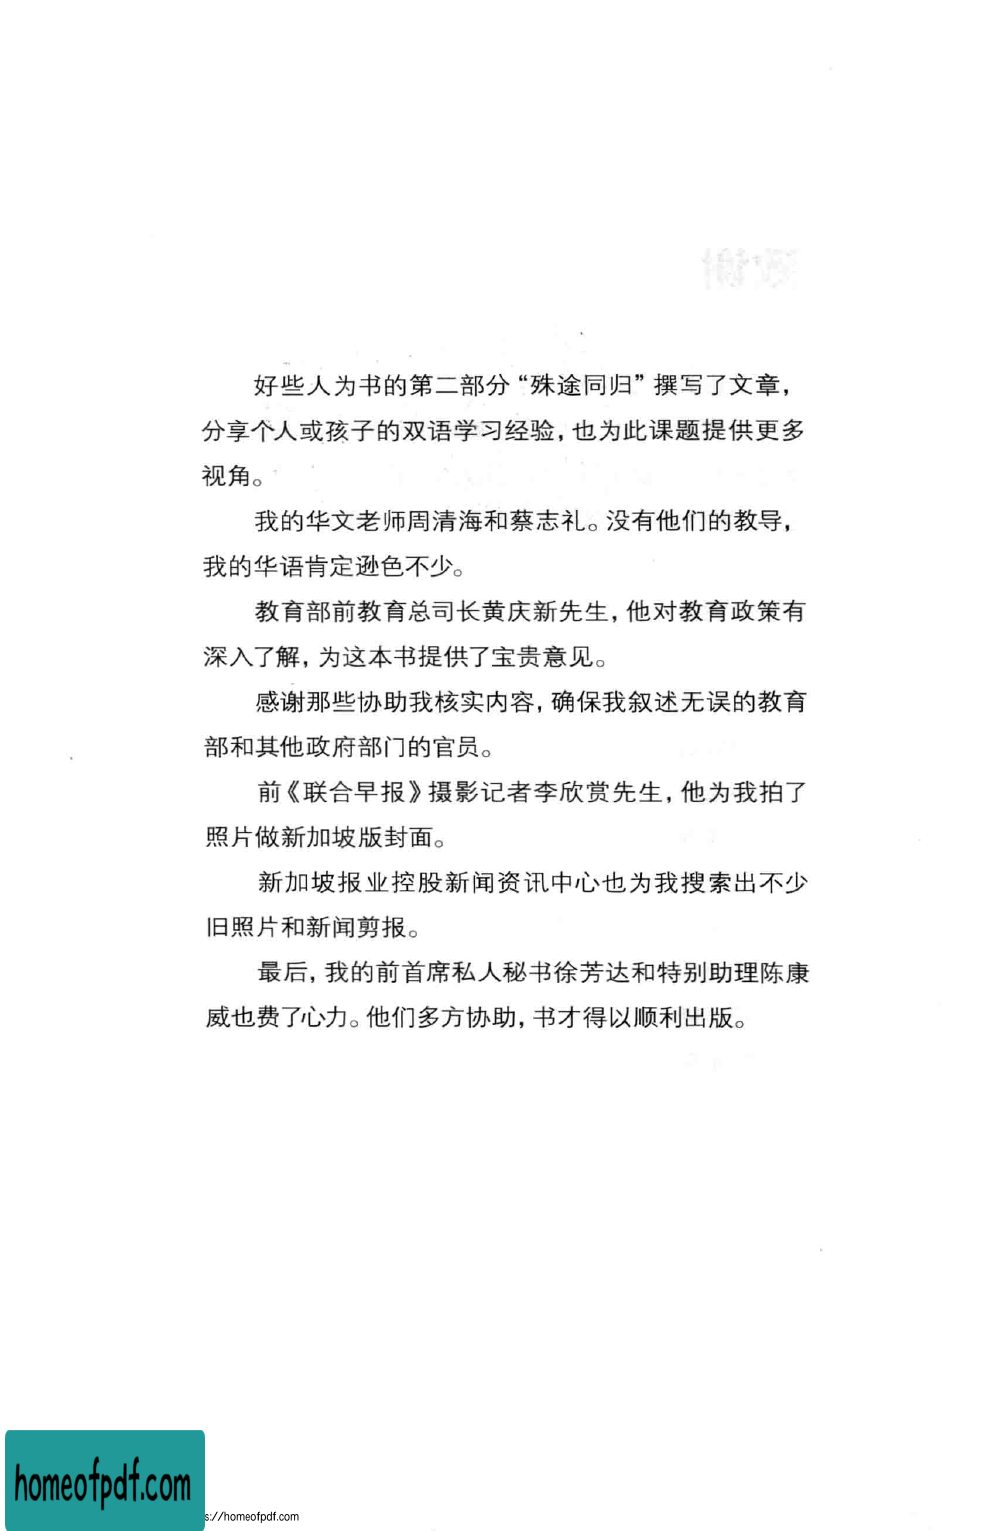 好些人为书的第二部分“殊途同归”撰写了文章，
分享个人或孩子的双语学习经验，也为此课题提供更多
视角。
我的华文老师周清海和蔡志礼。没有他们的教导，
我的华语肯定逊色不少。
教育部前教育总司长黄庆新先生，他对教育政策有
深入了解，为这本书提供了宝贵意见。
感谢那些协助我核实内容，确保我叙述无误的教育
部和其他政府部门的官员。
前《联合早报》摄影记者李欣赏先生，他为我拍了
照片做新加坡版封面。
新加坡报业控股新闻资讯中心也为我搜索出不少
旧照片和新闻剪报。
最后，我的前首席私人秘书徐芳达和特别助理陈康
威也费了心力。他们多方协助，书才得以顺利出版。
homeofpdf.com
s://homeofpdf.com